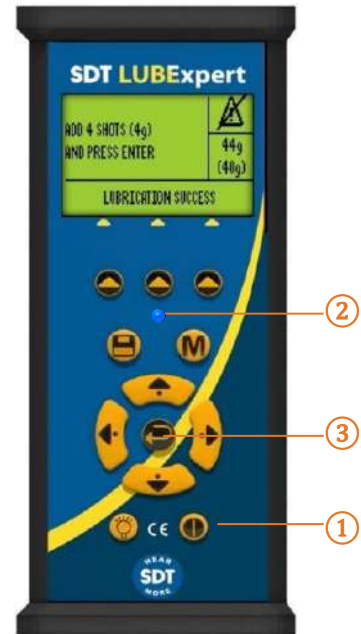 SDT LUBExpert
ADD 4 SHOTS (4g)
AND PRESS ENTER
44g
LUBRICATION SUCCESS
②
M
③
①
CE
HEAR
SDT
MORE